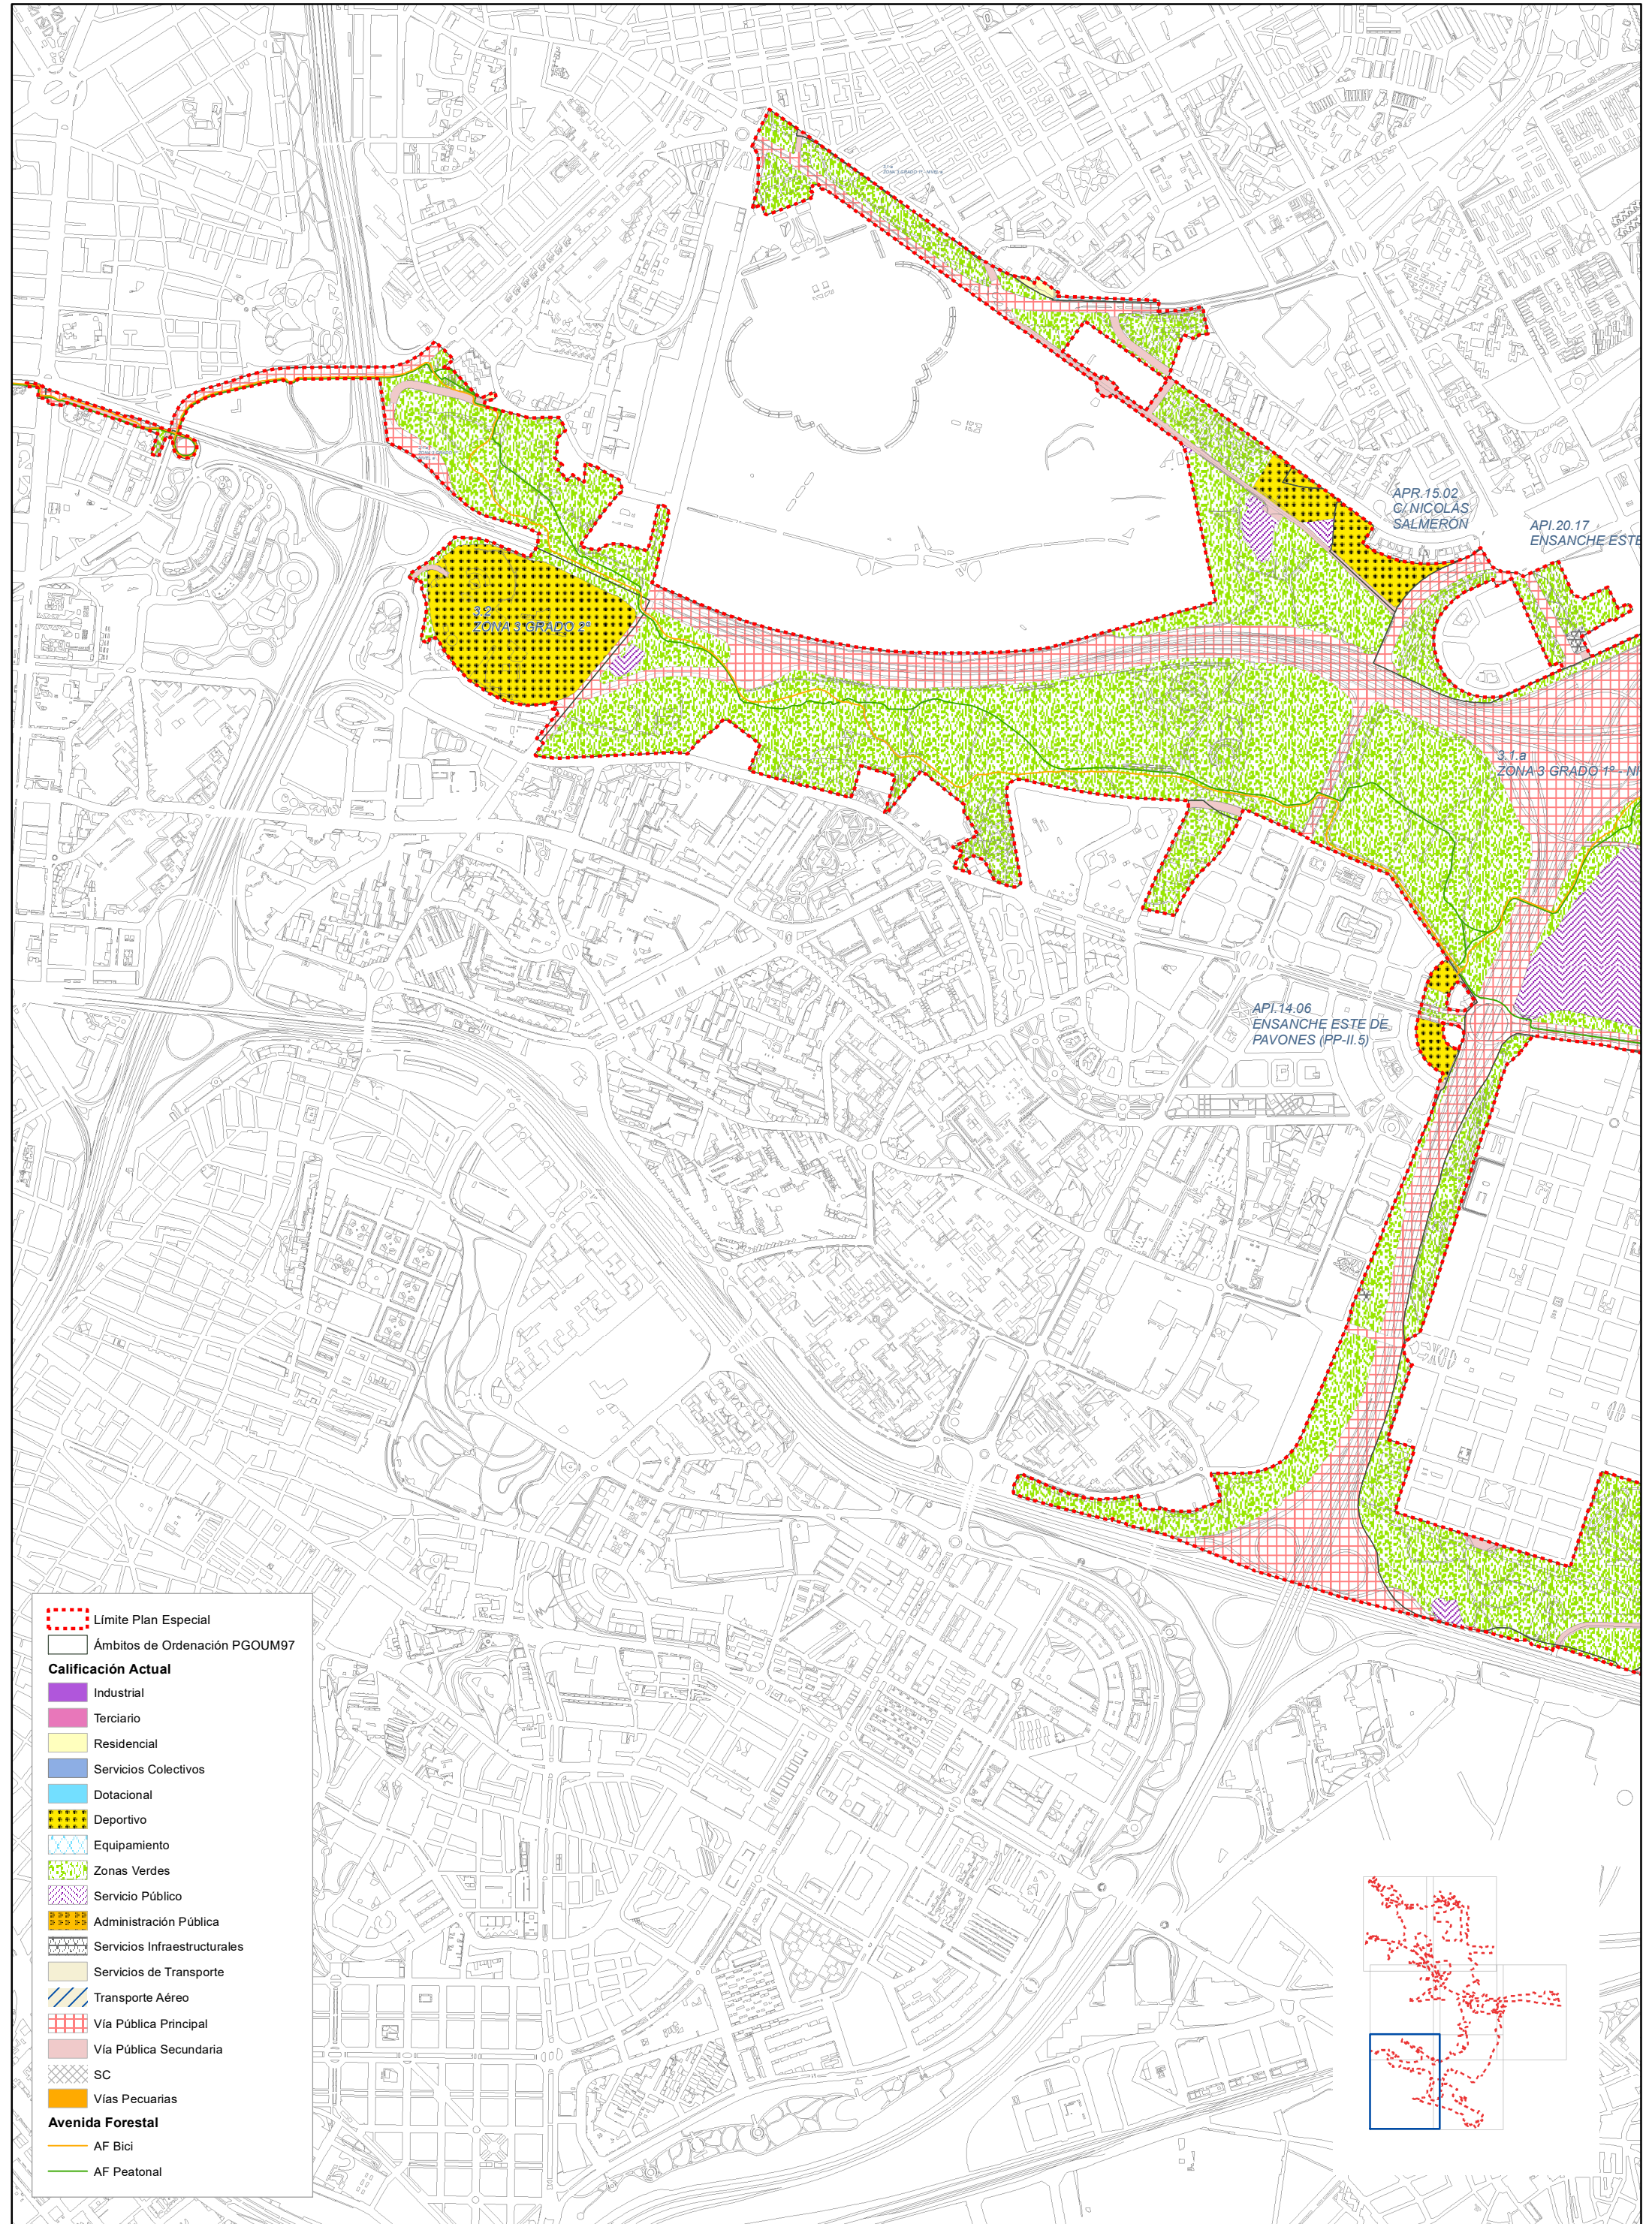 APR.15.02
C/ NICOLÁS
SALMERÓN
API.20.17
ENSANCHE ESTE
3.2
ZONA 3 GRADO 2º
3.1.a
ZONA 3 GRADO 1º - NI
API.14.06
ENSANCHE ESTE DE
PAVONES (PP-II.5)
Límite Plan Especial
Ámbitos de Ordenación PGOUM97
Calificación Actual
Industrial
Terciario
Residencial
Servicios Colectivos
Dotacional
Deportivo
Equipamiento
Zonas Verdes
Servicio Público
Administración Pública
Servicios Infraestructurales
Servicios de Transporte
Transporte Aéreo
Vía Pública Principal
Vía Pública Secundaria
SC
Vías Pecuarias
Avenida Forestal
AF Bici
AF Peatonal